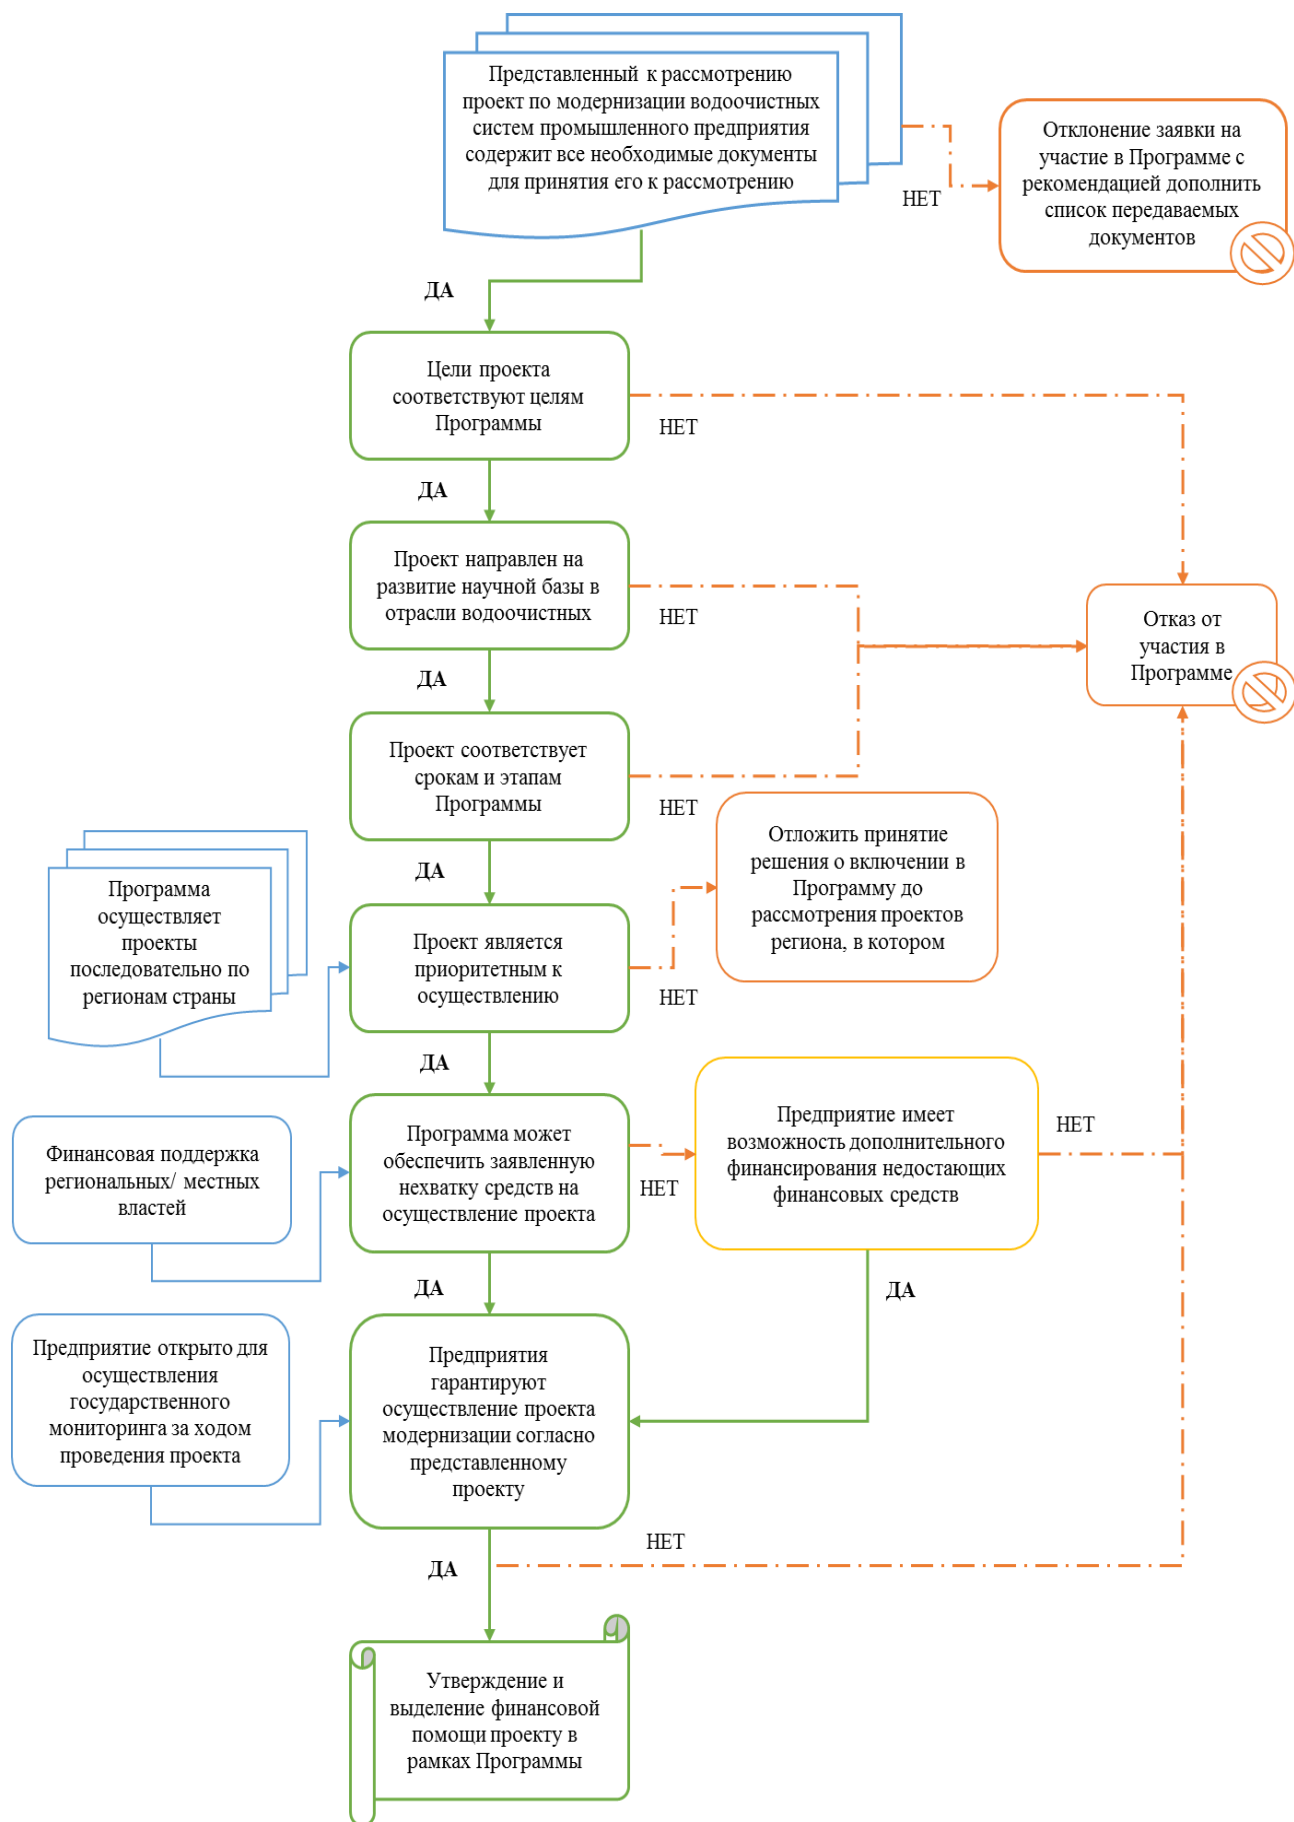 Представленный к рассмотрению
проект по модернизации водоочистных
систем промышленного предприятия
содержит все необходимые документы
для принятия его к рассмотрению
НЕТ
Отклонение заявки на
участие в Программе с
рекомендацией дополнить
список передаваемых
документов
ДА
Цели проекта
соответствуют целям
Программы
НЕТ
ДА
Проект направлен на
развитие научной базы в
отрасли водоочистных
НЕТ
Отказ от
участия в
Программе
ДА
Проект соответствует
срокам и этапам
Программы
НЕТ
ДА
Отложить принятие
решения о включении в
Программу до
рассмотрения проектов
региона, в котором
Программа
осуществляет
проекты
последовательно по
регионам страны
Проект является
приоритетным к
осуществлению
НЕТ
ДА
Программа может
обеспечить заявленную
нехватку средств на
осуществление проекта
НЕТ
Предприятие имеет
возможность дополнительного
финансирования недостающих
финансовых средств
НЕТ
Финансовая поддержка
региональных/ местных
властей
ДА
ДА
Предприятие открыто для
осуществления
государственного
мониторинга за ходом
проведения проекта
Предприятия
гарантируют
осуществление проекта
модернизации согласно
представленному
проекту
НЕТ
ДА
Утверждение и
выделение финансовой
помощи проекту в
рамках Программы